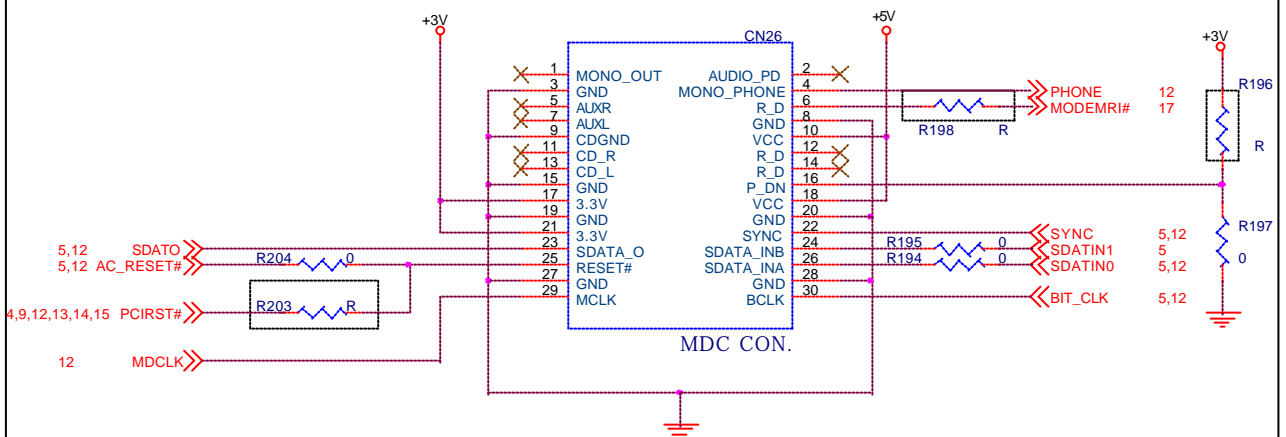 +3V
+5V
+3V
CN26
1 MONO_OUT AUDIO_PD 2
3 GND MONO_PHONE 4 PHONE 12
5 AUXR R_D 6 MODEMRI# 17
7 AUXL GND 8
9 CDGND VCC 10
11 CD_R R_D 12
13 CD_L R_D 14
15 GND P_DN 16
17 3.3V VCC 18
19 GND GND 20
21 3.3V SYNC 22 SYNC 5,12
5,12 SDATO 23 SDATA_O SDATA_INB 24 R195 0 SDATIN1 5
5,12 AC_RESET# R204 0 25 RESET# SDATA_INA 26 R194 0 SDATIN0 5,12
27 GND GND 28
29 MCLK BCLK 30 BIT_CLK 5,12
R198 R
R196
R
R197
0
R203 R
4,9,12,13,14,15 PCIRST#
MDC CON.
12 MDCLK